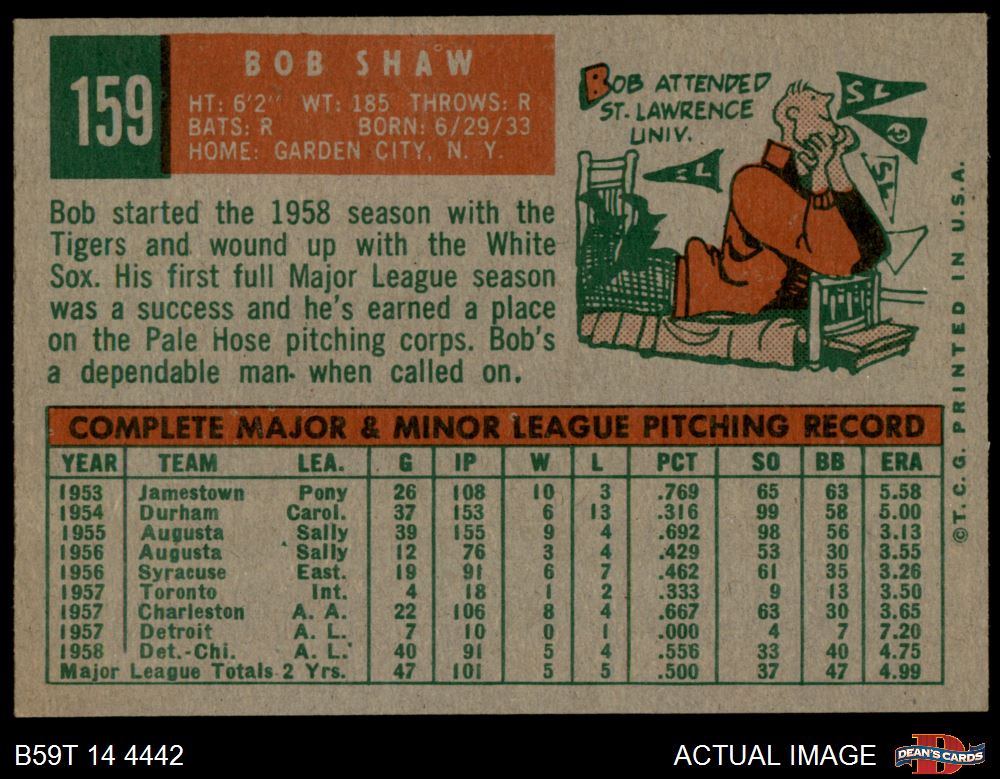 159
BOB SHAW
HT: 6'2" WT: 185 THROWS: R
BATS: R BORN: 6/29/33
HOME: GARDEN CITY, N. Y.
BOB ATTENDED
ST. LAWRENCE
UNIV.
SL
SL
SL
Bob started the 1958 season with the
Tigers and wound up with the White
Sox. His first full Major League season
was a success and he's earned a place
on the Pale Hose pitching corps. Bob's
a dependable man when called on.
COMPLETE MAJOR & MINOR LEAGUE PITCHING RECORD
YEAR TEAM LEA. G IP W L PCT SO BB ERA
1953 Jamestown Pony 26 108 10 3 .769 65 63 5.58
1954 Durham Carol. 37 153 6 13 .316 99 58 5.00
1955 Augusta Sally 39 155 9 4 .692 98 56 3.13
1956 Augusta Sally 12 76 3 4 .429 53 30 3.55
1956 Syracuse East. 19 91 6 7 .462 61 35 3.26
1957 Toronto Int. 4 18 1 2 .333 9 13 3.50
1957 Charleston A. A. 22 106 8 4 .667 63 30 3.65
1957 Detroit A. L. 7 10 0 1 .000 4 7 7.20
1958 Det.-Chi. A. L. 40 91 5 4 .556 33 40 4.75
Major League Totals 2 Yrs. 47 101 5 5 .500 37 47 4.99
© T. C. G. PRINTED IN U.S.A.
B59T 14 4442
ACTUAL IMAGE
D
DEAN'S CARDS